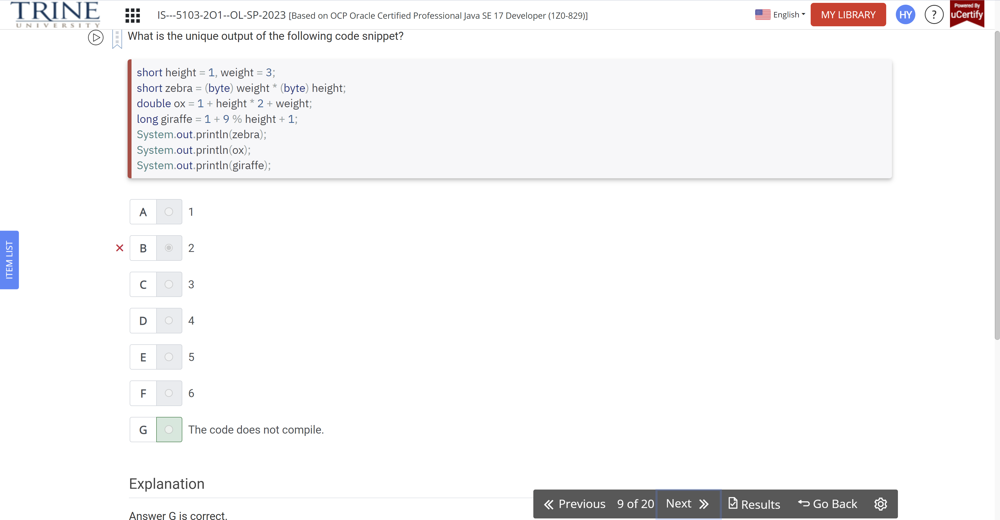 TRINE
UNIVERSITY
IS---5103-2O1--OL-SP-2023 [Based on OCP Oracle Certified Professional Java SE 17 Developer (1Z0-829)]
English
MY LIBRARY
HY
?
Powered By
uCertify
What is the unique output of the following code snippet?
short height = 1, weight = 3;
short zebra = (byte) weight * (byte) height;
double ox = 1 + height * 2 + weight;
long giraffe = 1 + 9 % height + 1;
System.out.println(zebra);
System.out.println(ox);
System.out.println(giraffe);
A 1
B 2
C 3
D 4
E 5
F 6
G The code does not compile.
ITEM LIST
Explanation
Answer G is correct.
Previous 9 of 20 Next Results Go Back